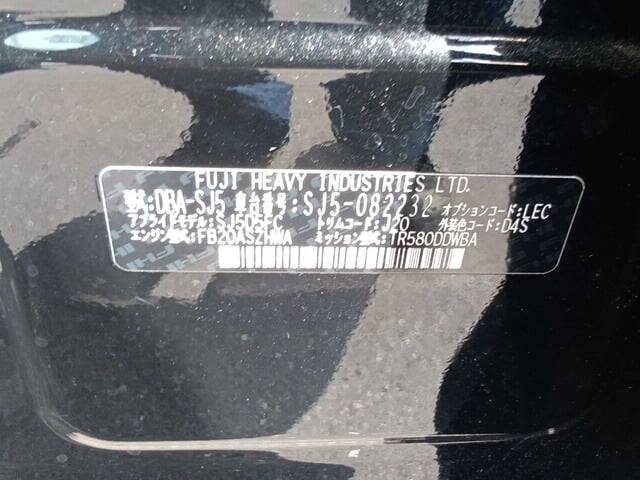 FUJI HEAVY INDUSTRIES LTD.
型式:DBA-SJ5 車台番号:SJ5-082232 オプションコード:LEC
アプライドモデル:SJ5D5EC トリムコード:J20 外装色コード:D4S
エンジン型式:FB20ASZHWA ミッション型式:TR580DDWBA